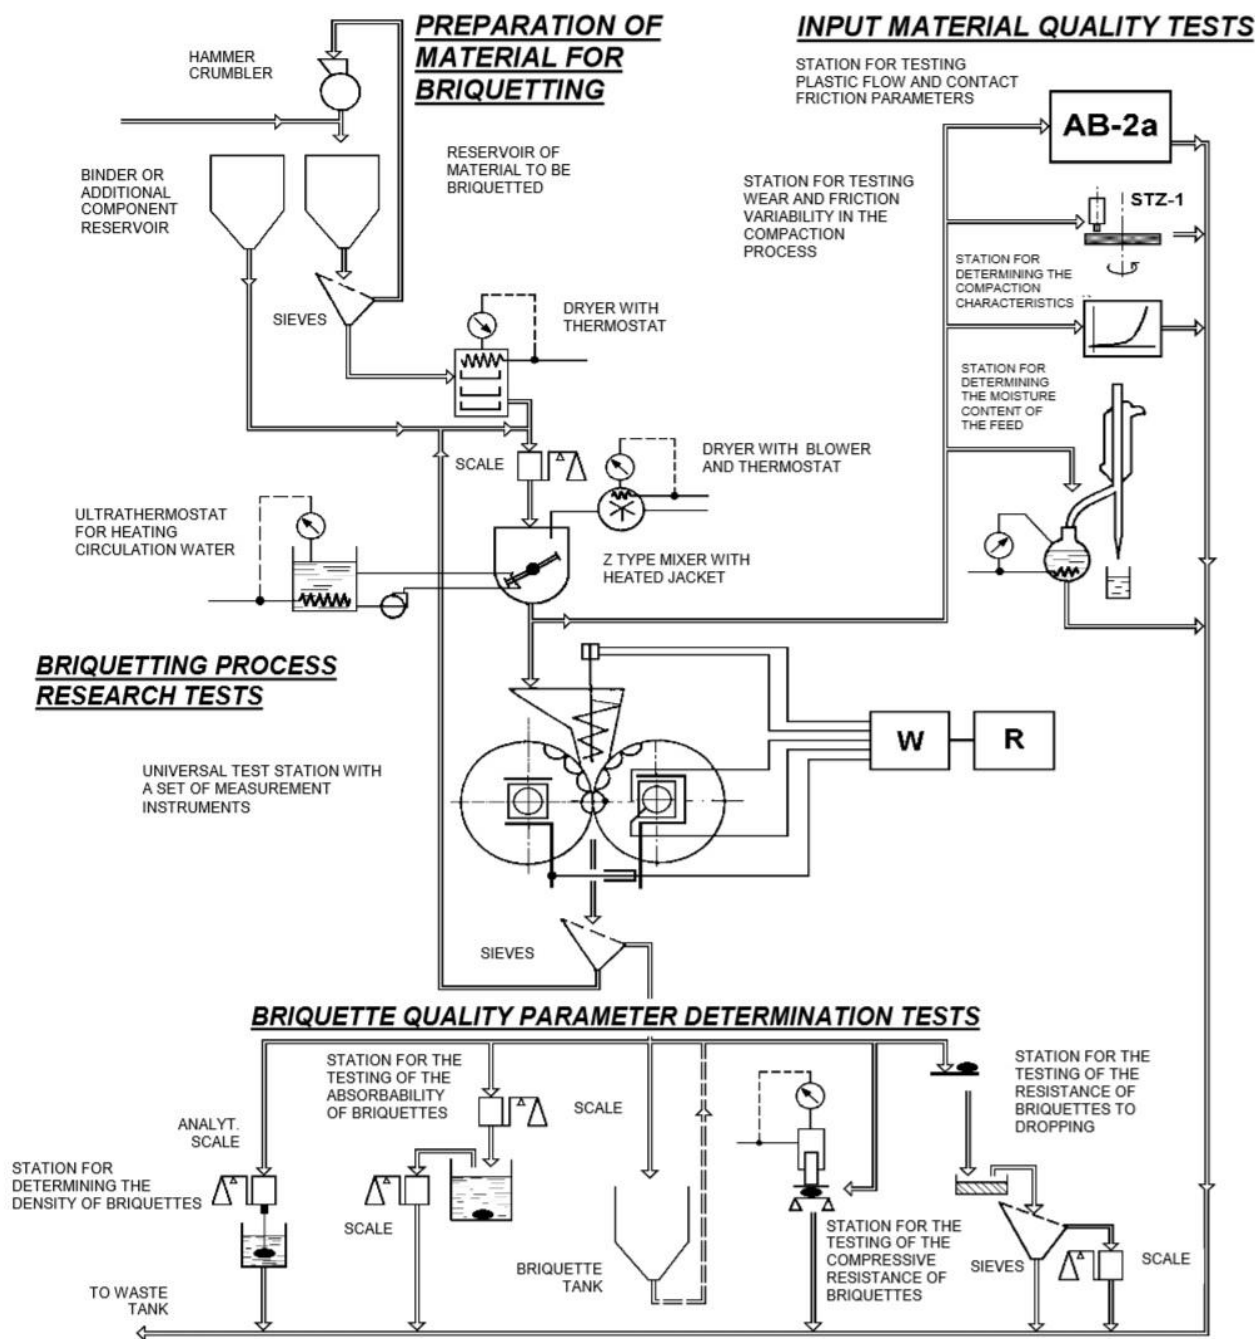 PREPARATION OF
MATERIAL FOR
BRIQUETTING
INPUT MATERIAL QUALITY TESTS
HAMMER
CRUMBLER
STATION FOR TESTING
PLASTIC FLOW AND CONTACT
FRICTION PARAMETERS
AB-2a
BINDER OR
ADDITIONAL
COMPONENT
RESERVOIR
RESERVOIR OF
MATERIAL TO BE
BRIQUETTED
STATION FOR TESTING
WEAR AND FRICTION
VARIABILITY IN THE
COMPACTION
PROCESS
STZ-1
STATION FOR
DETERMINING THE
COMPACTION
CHARACTERISTICS
SIEVES
DRYER WITH
THERMOSTAT
STATION FOR
DETERMINING
THE MOISTURE
CONTENT OF
THE FEED
SCALE
DRYER WITH BLOWER
AND THERMOSTAT
ULTRATHERMOSTAT
FOR HEATING
CIRCULATION WATER
Z TYPE MIXER WITH
HEATED JACKET
BRIQUETTING PROCESS
RESEARCH TESTS
W
R
UNIVERSAL TEST STATION WITH
A SET OF MEASUREMENT
INSTRUMENTS
SIEVES
BRIQUETTE QUALITY PARAMETER DETERMINATION TESTS
STATION FOR THE
TESTING OF THE
ABSORBABILITY
OF BRIQUETTES
SCALE
STATION FOR THE
TESTING OF THE
RESISTANCE OF
BRIQUETTES TO
DROPPING
ANALYT.
SCALE
STATION FOR
DETERMINING THE
DENSITY OF BRIQUETTES
SCALE
BRIQUETTE
TANK
STATION FOR THE
TESTING OF THE
COMPRESSIVE
RESISTANCE OF
BRIQUETTES
SIEVES
SCALE
TO WASTE
TANK